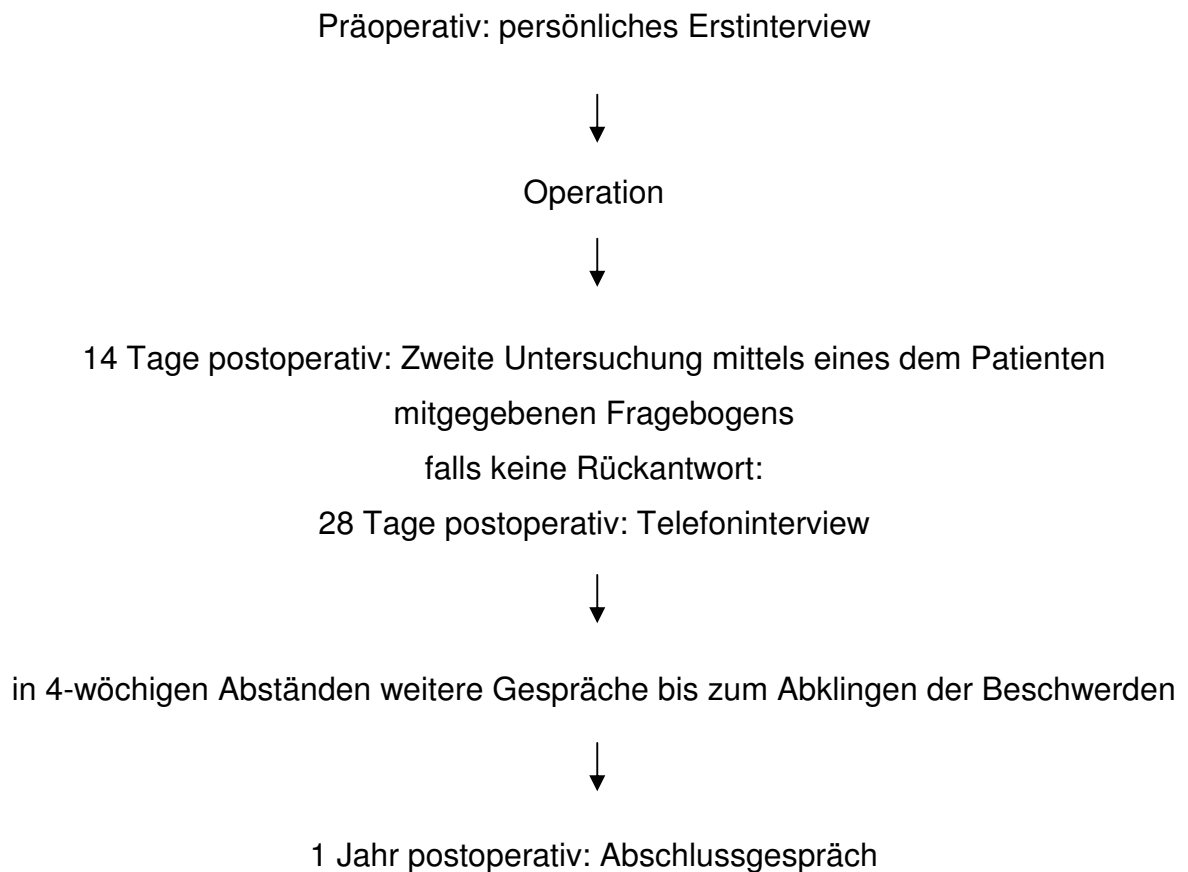 Präoperativ: persönliches Erstinterview
Operation
14 Tage postoperativ: Zweite Untersuchung mittels eines dem Patienten
mitgegebenen Fragebogens
falls keine Rückantwort:
28 Tage postoperativ: Telefoninterview
in 4-wöchigen Abständen weitere Gespräche bis zum Abklingen der Beschwerden
1 Jahr postoperativ: Abschlussgespräch